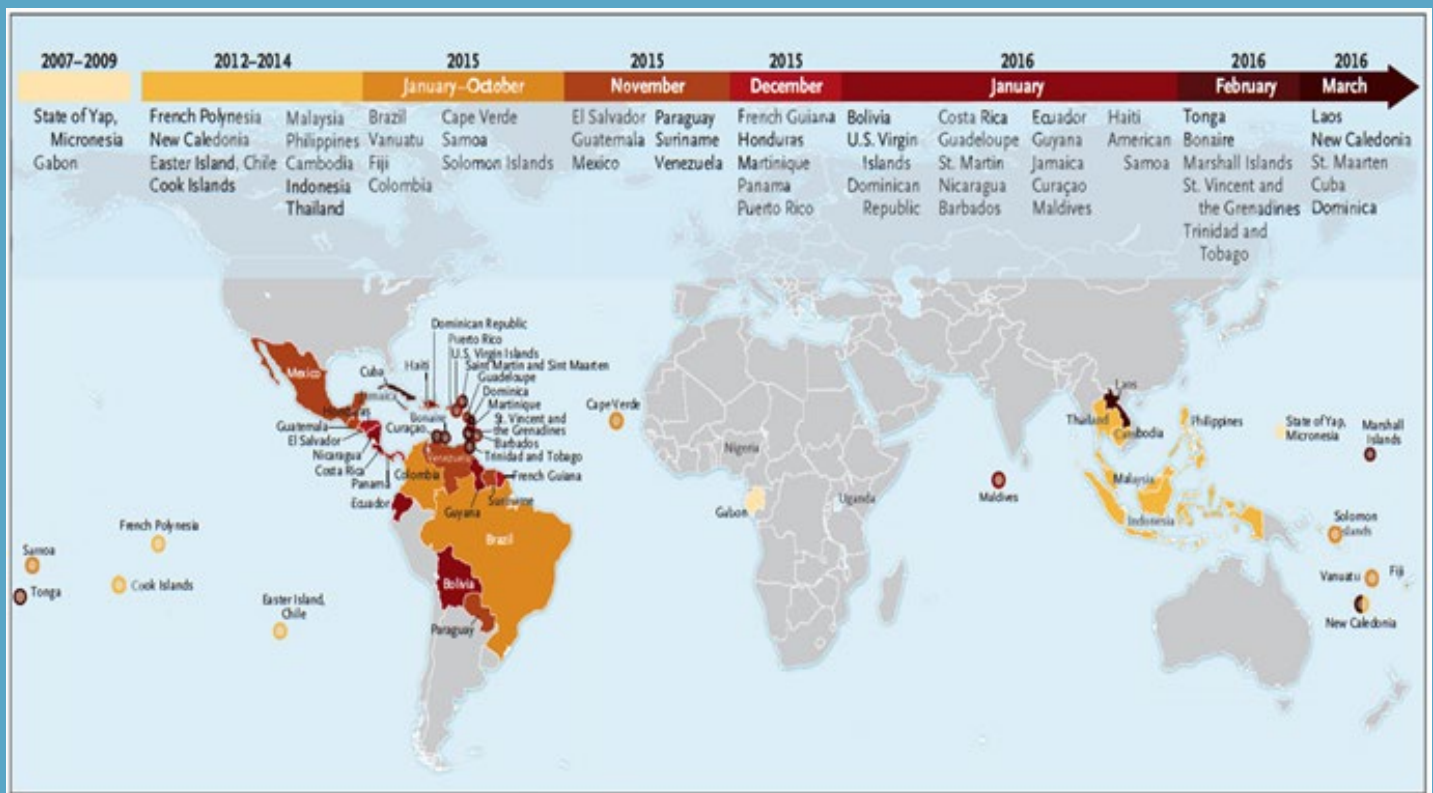 2007–2009
2012–2014
2015
2015
2015
2016
2016
2016
January–October
November
December
January
February
March
State of Yap,
Micronesia
Gabon
French Polynesia
New Caledonia
Easter Island, Chile
Cook Islands
Malaysia
Philippines
Cambodia
Indonesia
Thailand
Brazil
Vanuatu
Fiji
Colombia
Cape Verde
Samoa
Solomon Islands
El Salvador
Guatemala
Mexico
Paraguay
Suriname
Venezuela
French Guiana
Honduras
Martinique
Panama
Puerto Rico
Bolivia
U.S. Virgin
Islands
Dominican
Republic
Costa Rica
Guadeloupe
St. Martin
Nicaragua
Barbados
Ecuador
Guyana
Jamaica
Curaçao
Maldives
Haiti
American
Samoa
Tonga
Bonaire
Marshall Islands
St. Vincent and
the Grenadines
Trinidad and
Tobago
Laos
New Caledonia
St. Maarten
Cuba
Dominica
Dominican Republic
Puerto Rico
U.S. Virgin Islands
Saint Martin and Sint Maarten
Guadeloupe
Dominica
Martinique
St. Vincent and
the Grenadines
Barbados
Trinidad and Tobago
Haiti
Cuba
Jamaica
Mexico
Honduras
Bonaire
Curaçao
Guatemala
El Salvador
Nicaragua
Costa Rica
Panama
Venezuela
Colombia
Ecuador
Guyana
Suriname
French Guiana
Brazil
Bolivia
Paraguay
French Polynesia
Samoa
Tonga
Cook Islands
Easter Island,
Chile
Cape Verde
Nigeria
Gabon
Uganda
Maldives
Laos
Thailand
Cambodia
Philippines
Malaysia
Indonesia
State of Yap,
Micronesia
Marshall
Islands
Solomon
Islands
Vanuatu
Fiji
New Caledonia